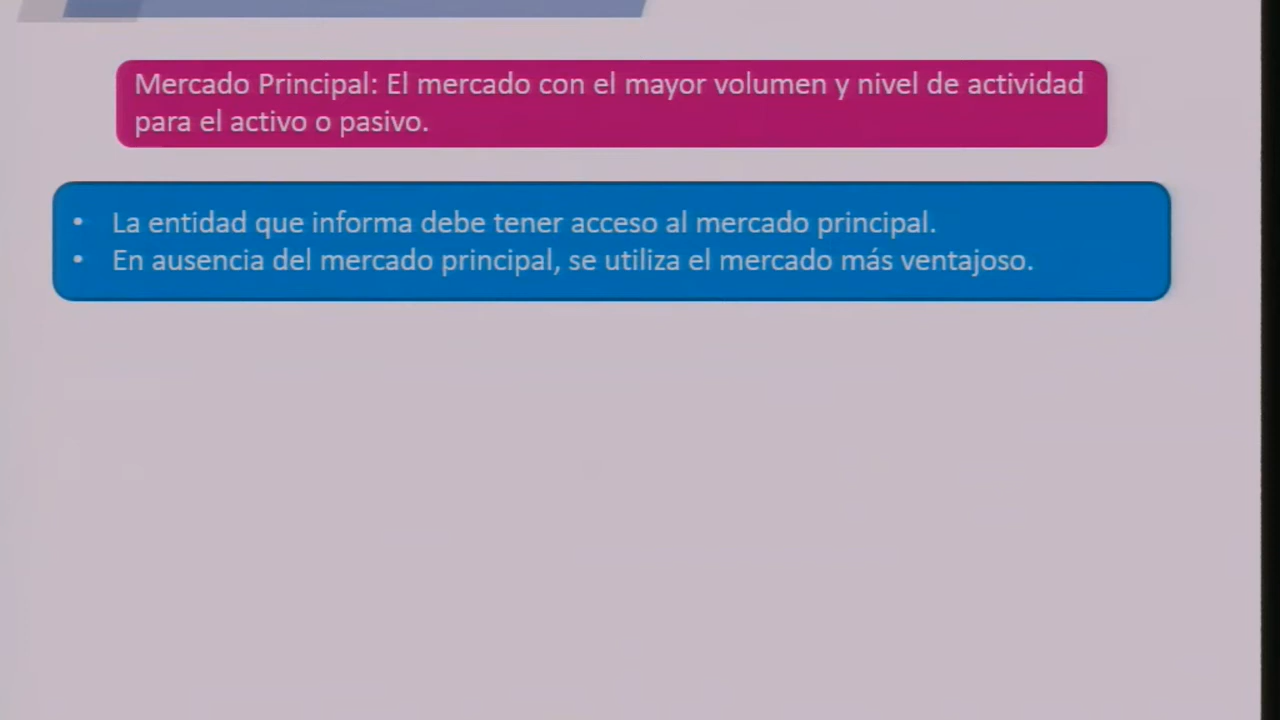 Mercado Principal: El mercado con el mayor volumen y nivel de actividad
para el activo o pasivo.
• La entidad que informa debe tener acceso al mercado principal.
• En ausencia del mercado principal, se utiliza el mercado más ventajoso.